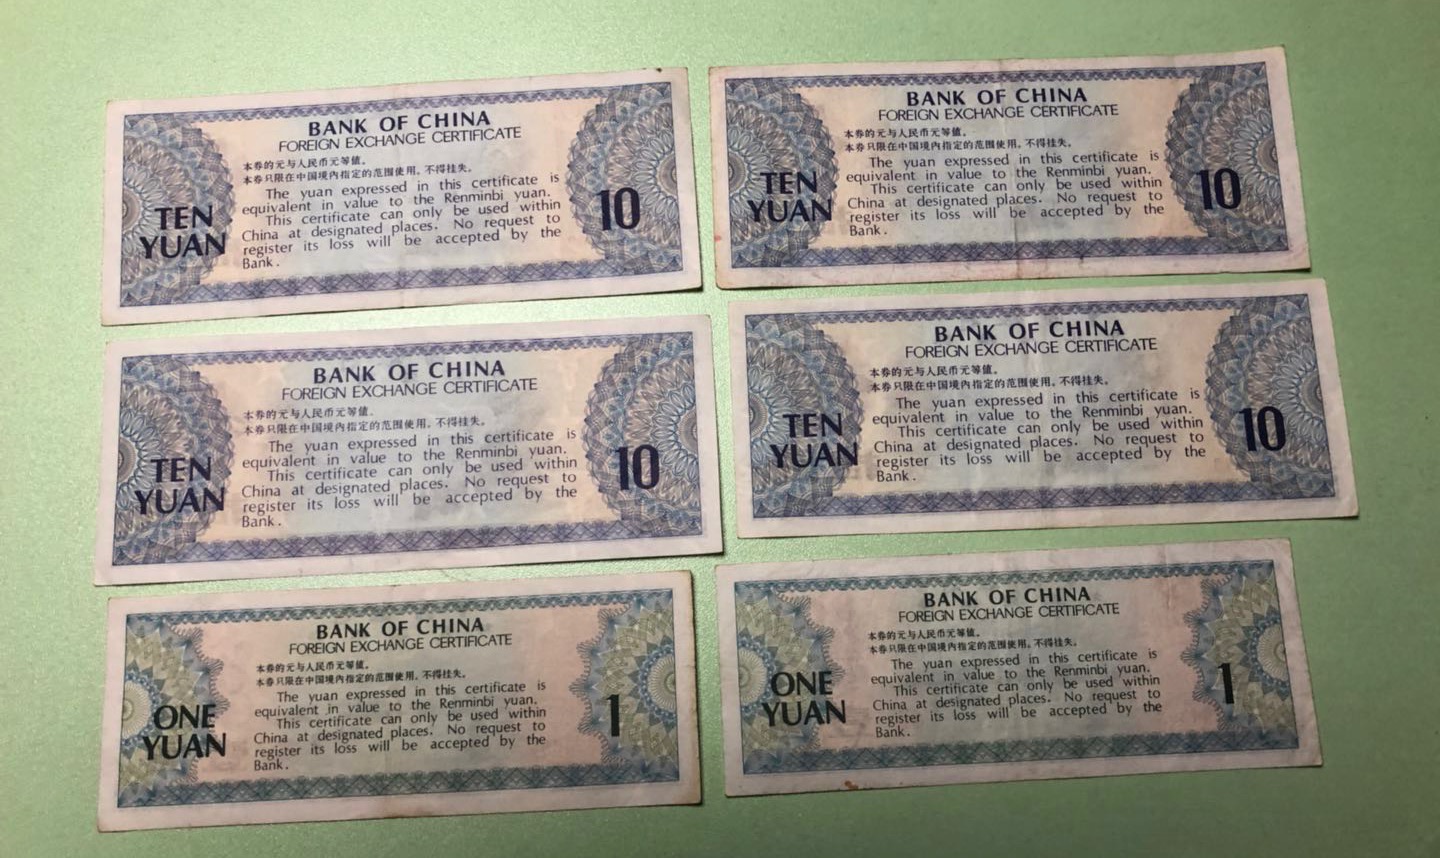 BANK OF CHINA
FOREIGN EXCHANGE CERTIFICATE
本券的元与人民币元等值。
本券只限在中国境内指定的范围使用，不得挂失。
The yuan expressed in this certificate is
equivalent in value to the Renminbi yuan.
This certificate can only be used within
China at designated places. No request to
register its loss will be accepted by the
Bank.
TEN
YUAN
10
BANK OF CHINA
FOREIGN EXCHANGE CERTIFICATE
本券的元与人民币元等值。
本券只限在中国境内指定的范围使用，不得挂失。
The yuan expressed in this certificate is
equivalent in value to the Renminbi yuan.
This certificate can only be used within
China at designated places. No request to
register its loss will be accepted by the
Bank.
TEN
YUAN
10
BANK OF CHINA
FOREIGN EXCHANGE CERTIFICATE
本券的元与人民币元等值。
本券只限在中国境内指定的范围使用，不得挂失。
The yuan expressed in this certificate is
equivalent in value to the Renminbi yuan.
This certificate can only be used within
China at designated places. No request to
register its loss will be accepted by the
Bank.
TEN
YUAN
10
BANK OF CHINA
FOREIGN EXCHANGE CERTIFICATE
本券的元与人民币元等值。
本券只限在中国境内指定的范围使用，不得挂失。
The yuan expressed in this certificate is
equivalent in value to the Renminbi yuan.
This certificate can only be used within
China at designated places. No request to
register its loss will be accepted by the
Bank.
TEN
YUAN
10
BANK OF CHINA
FOREIGN EXCHANGE CERTIFICATE
本券的元与人民币元等值。
本券只限在中国境内指定的范围使用，不得挂失。
The yuan expressed in this certificate is
equivalent in value to the Renminbi yuan.
This certificate can only be used within
China at designated places. No request to
register its loss will be accepted by the
Bank.
ONE
YUAN
1
BANK OF CHINA
FOREIGN EXCHANGE CERTIFICATE
本券的元与人民币元等值。
本券只限在中国境内指定的范围使用，不得挂失。
The yuan expressed in this certificate is
equivalent in value to the Renminbi yuan.
This certificate can only be used within
China at designated places. No request to
register its loss will be accepted by the
Bank.
ONE
YUAN
1